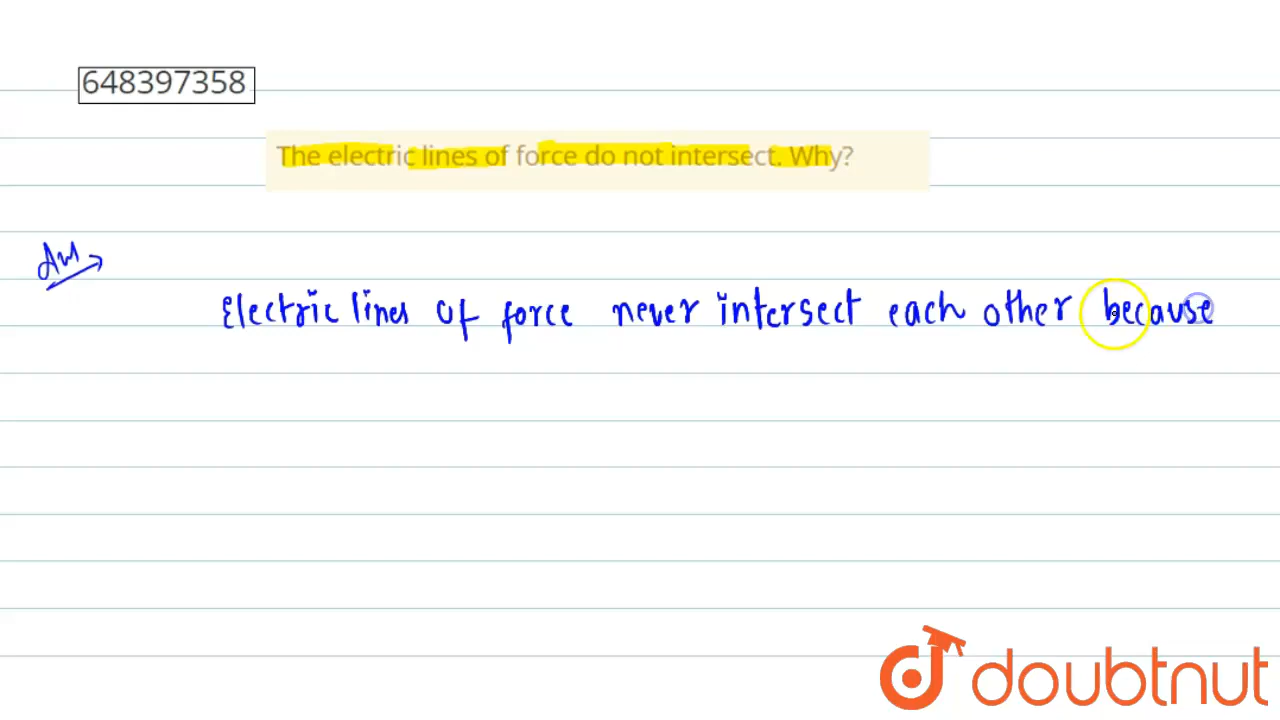 648397358
The electric lines of force do not intersect. Why?
Ans
Electric lines of force never intersect each other because
doubtnut